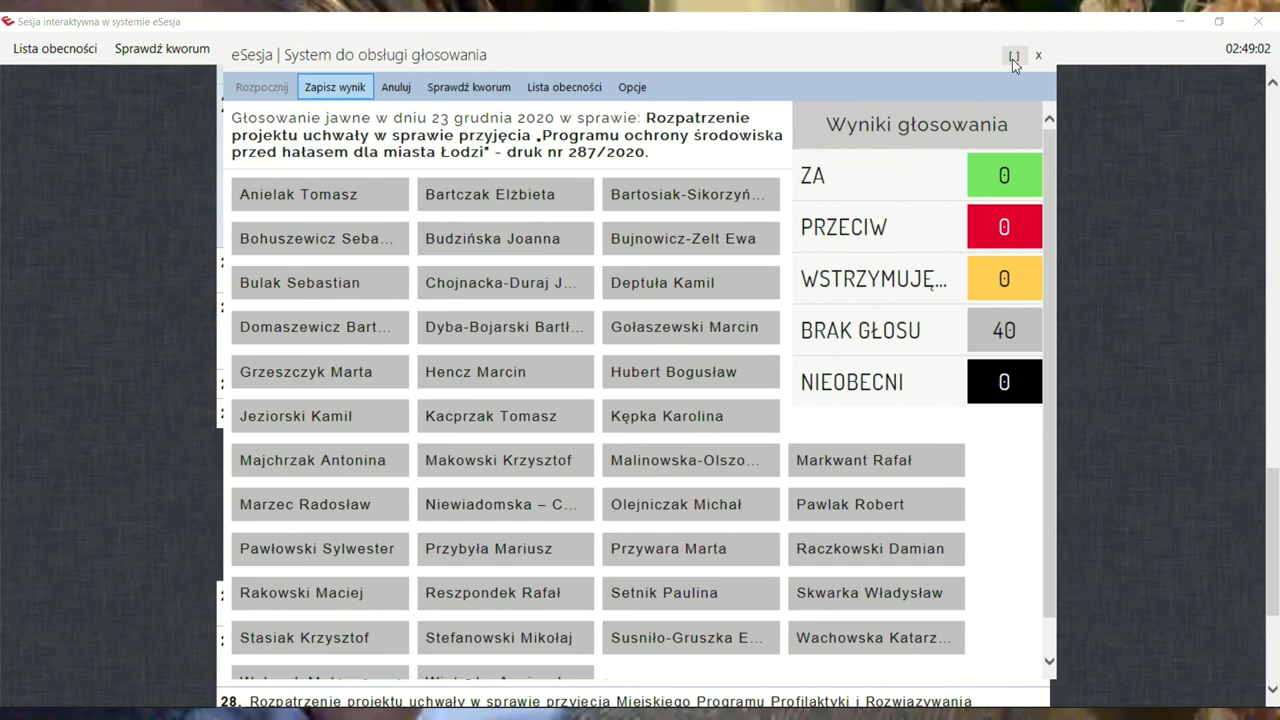 Sesja interaktywna w systemie eSesja
Lista obecności Sprawdź kworum 02:49:02
eSesja | System do obsługi głosowania [ ] x
Rozpocznij Zapisz wynik Anuluj Sprawdź kworum Lista obecności Opcje
Głosowanie jawne w dniu 23 grudnia 2020 w sprawie: Rozpatrzenie
projektu uchwały w sprawie przyjęcia „Programu ochrony środowiska
przed hałasem dla miasta Łodzi" - druk nr 287/2020.
Wyniki głosowania
ZA 0
PRZECIW 0
WSTRZYMUJĘ... 0
BRAK GŁOSU 40
NIEOBECNI 0
Anielak Tomasz Bartczak Elżbieta Bartosiak-Sikorzyń...
Bohuszewicz Seba... Budzińska Joanna Bujnowicz-Zelt Ewa
Bulak Sebastian Chojnacka-Duraj J... Deptuła Kamil
Domaszewicz Bart... Dyba-Bojarski Bartł... Gołaszewski Marcin
Grzeszczyk Marta Hencz Marcin Hubert Bogusław
Jeziorski Kamil Kacprzak Tomasz Kępka Karolina
Majchrzak Antonina Makowski Krzysztof Malinowska-Olszo... Markwant Rafał
Marzec Radosław Niewiadomska – C... Olejniczak Michał Pawlak Robert
Pawłowski Sylwester Przybyła Mariusz Przywara Marta Raczkowski Damian
Rakowski Maciej Reszpondek Rafał Setnik Paulina Skwarka Władysław
Stasiak Krzysztof Stefanowski Mikołaj Susniło-Gruszka E... Wachowska Katarz...
28. Rozpatrzenie projektu uchwały w sprawie przyjęcia Miejskiego Programu Profilaktyki i Rozwiązywania